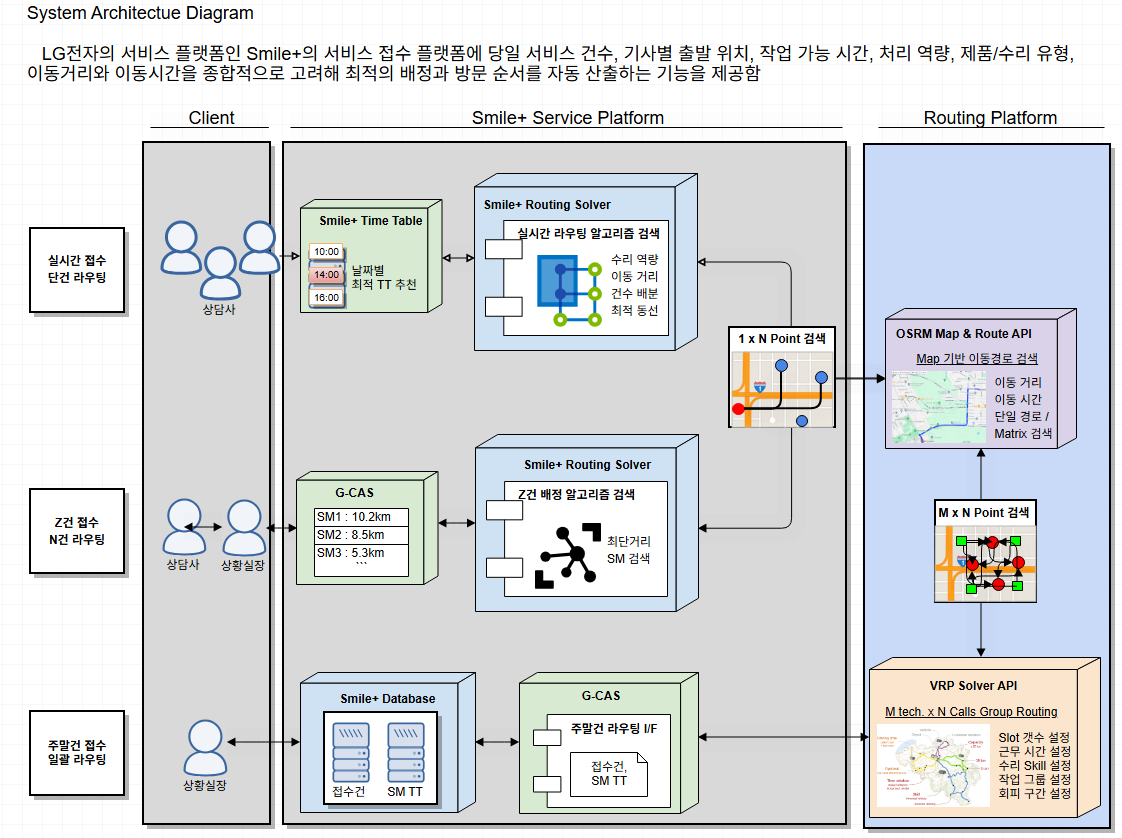 System Architectue Diagram
LG전자의 서비스 플랫폼인 Smile+의 서비스 접수 플랫폼에 당일 서비스 건수, 기사별 출발 위치, 작업 가능 시간, 처리 역량, 제품/수리 유형,
이동거리와 이동시간을 종합적으로 고려해 최적의 배정과 방문 순서를 자동 산출하는 기능을 제공함
Client
Smile+ Service Platform
Routing Platform
실시간 접수
단건 라우팅
상담사
Smile+ Time Table
10:00
14:00
16:00
날짜별
최적 TT 추천
Smile+ Routing Solver
실시간 라우팅 알고리즘 검색
수리 역량
이동 거리
건수 배분
최적 동선
1 x N Point 검색
OSRM Map & Route API
Map 기반 이동경로 검색
이동 거리
이동 시간
단일 경로 /
Matrix 검색
Z건 접수
N건 라우팅
상담사
상황실장
G-CAS
SM1 : 10.2km
SM2 : 8.5km
SM3 : 5.3km
```
Smile+ Routing Solver
Z건 배정 알고리즘 검색
최단거리
SM 검색
M x N Point 검색
주말건 접수
일괄 라우팅
상황실장
Smile+ Database
접수건
SM TT
G-CAS
주말건 라우팅 I/F
접수건,
SM TT
VRP Solver API
M tech. x N Calls Group Routing
Slot 갯수 설정
근무 시간 설정
수리 Skill 설정
작업 그룹 설정
회피 구간 설정